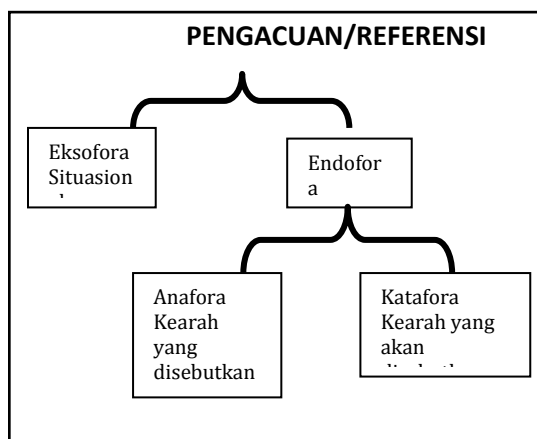 PENGACUAN/REFERENSI
Eksofora
Situasion
Endofor
a
Anafora
Kearah
yang
disebutkan
Katafora
Kearah yang
akan